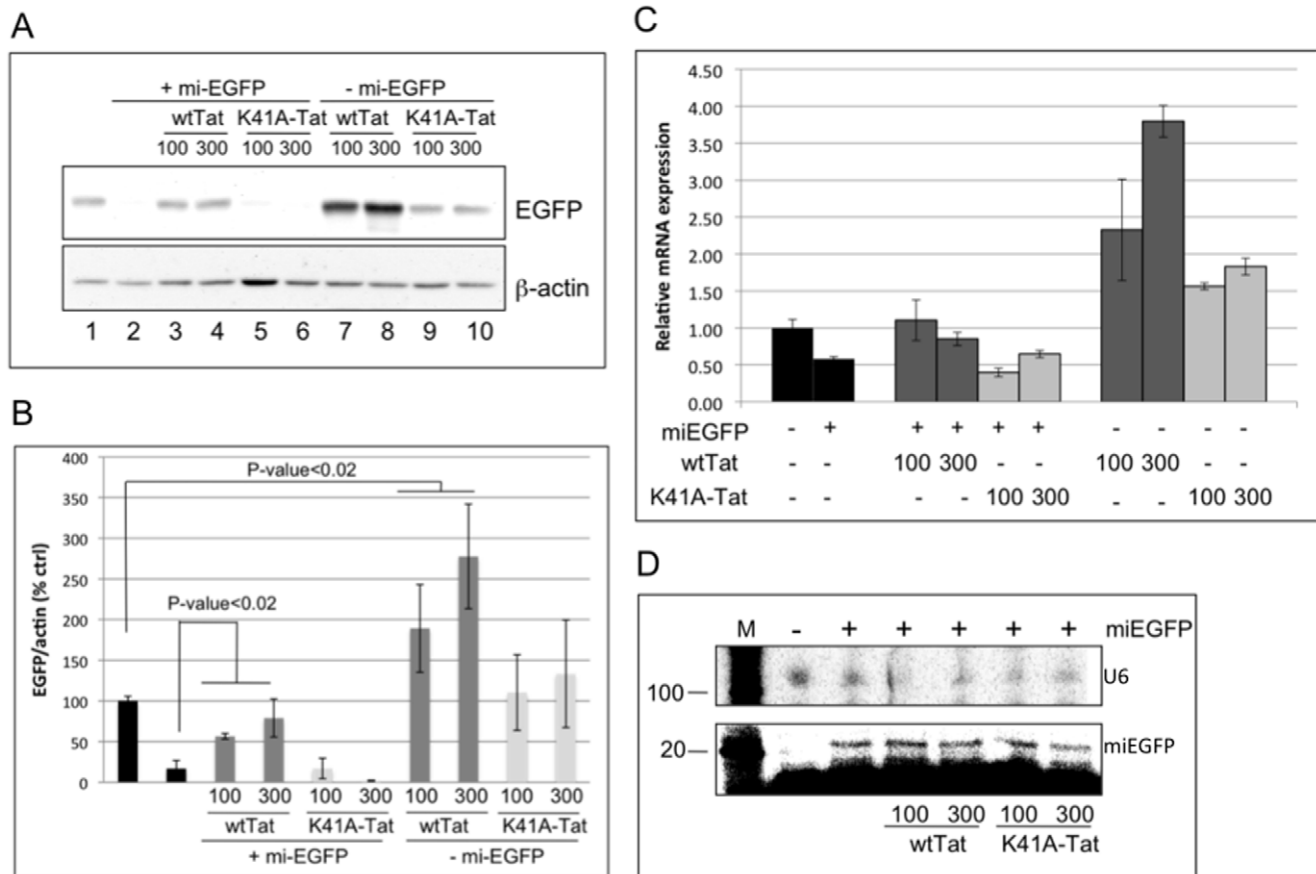 A
+ mi-EGFP - mi-EGFP
wtTat K41A-Tat wtTat K41A-Tat
100 300 100 300 100 300 100 300
EGFP
β-actin
1 2 3 4 5 6 7 8 9 10
B
400
350
300
250
200
150
100
50
0
EGFP/actin (% ctrl)
P-value<0.02
P-value<0.02
100 300 100 300 100 300 100 300
wtTat K41A-Tat wtTat K41A-Tat
+ mi-EGFP - mi-EGFP
C
4.50
4.00
3.50
3.00
2.50
2.00
1.50
1.00
0.50
0.00
Relative mRNA expression
miEGFP - + + + + + - - - -
wtTat - - 100 300 - - 100 300 - -
K41A-Tat - - - - 100 300 - - 100 300
D
M - + + + + + miEGFP
100 U6
20 miEGFP
100 300 100 300
wtTat K41A-Tat